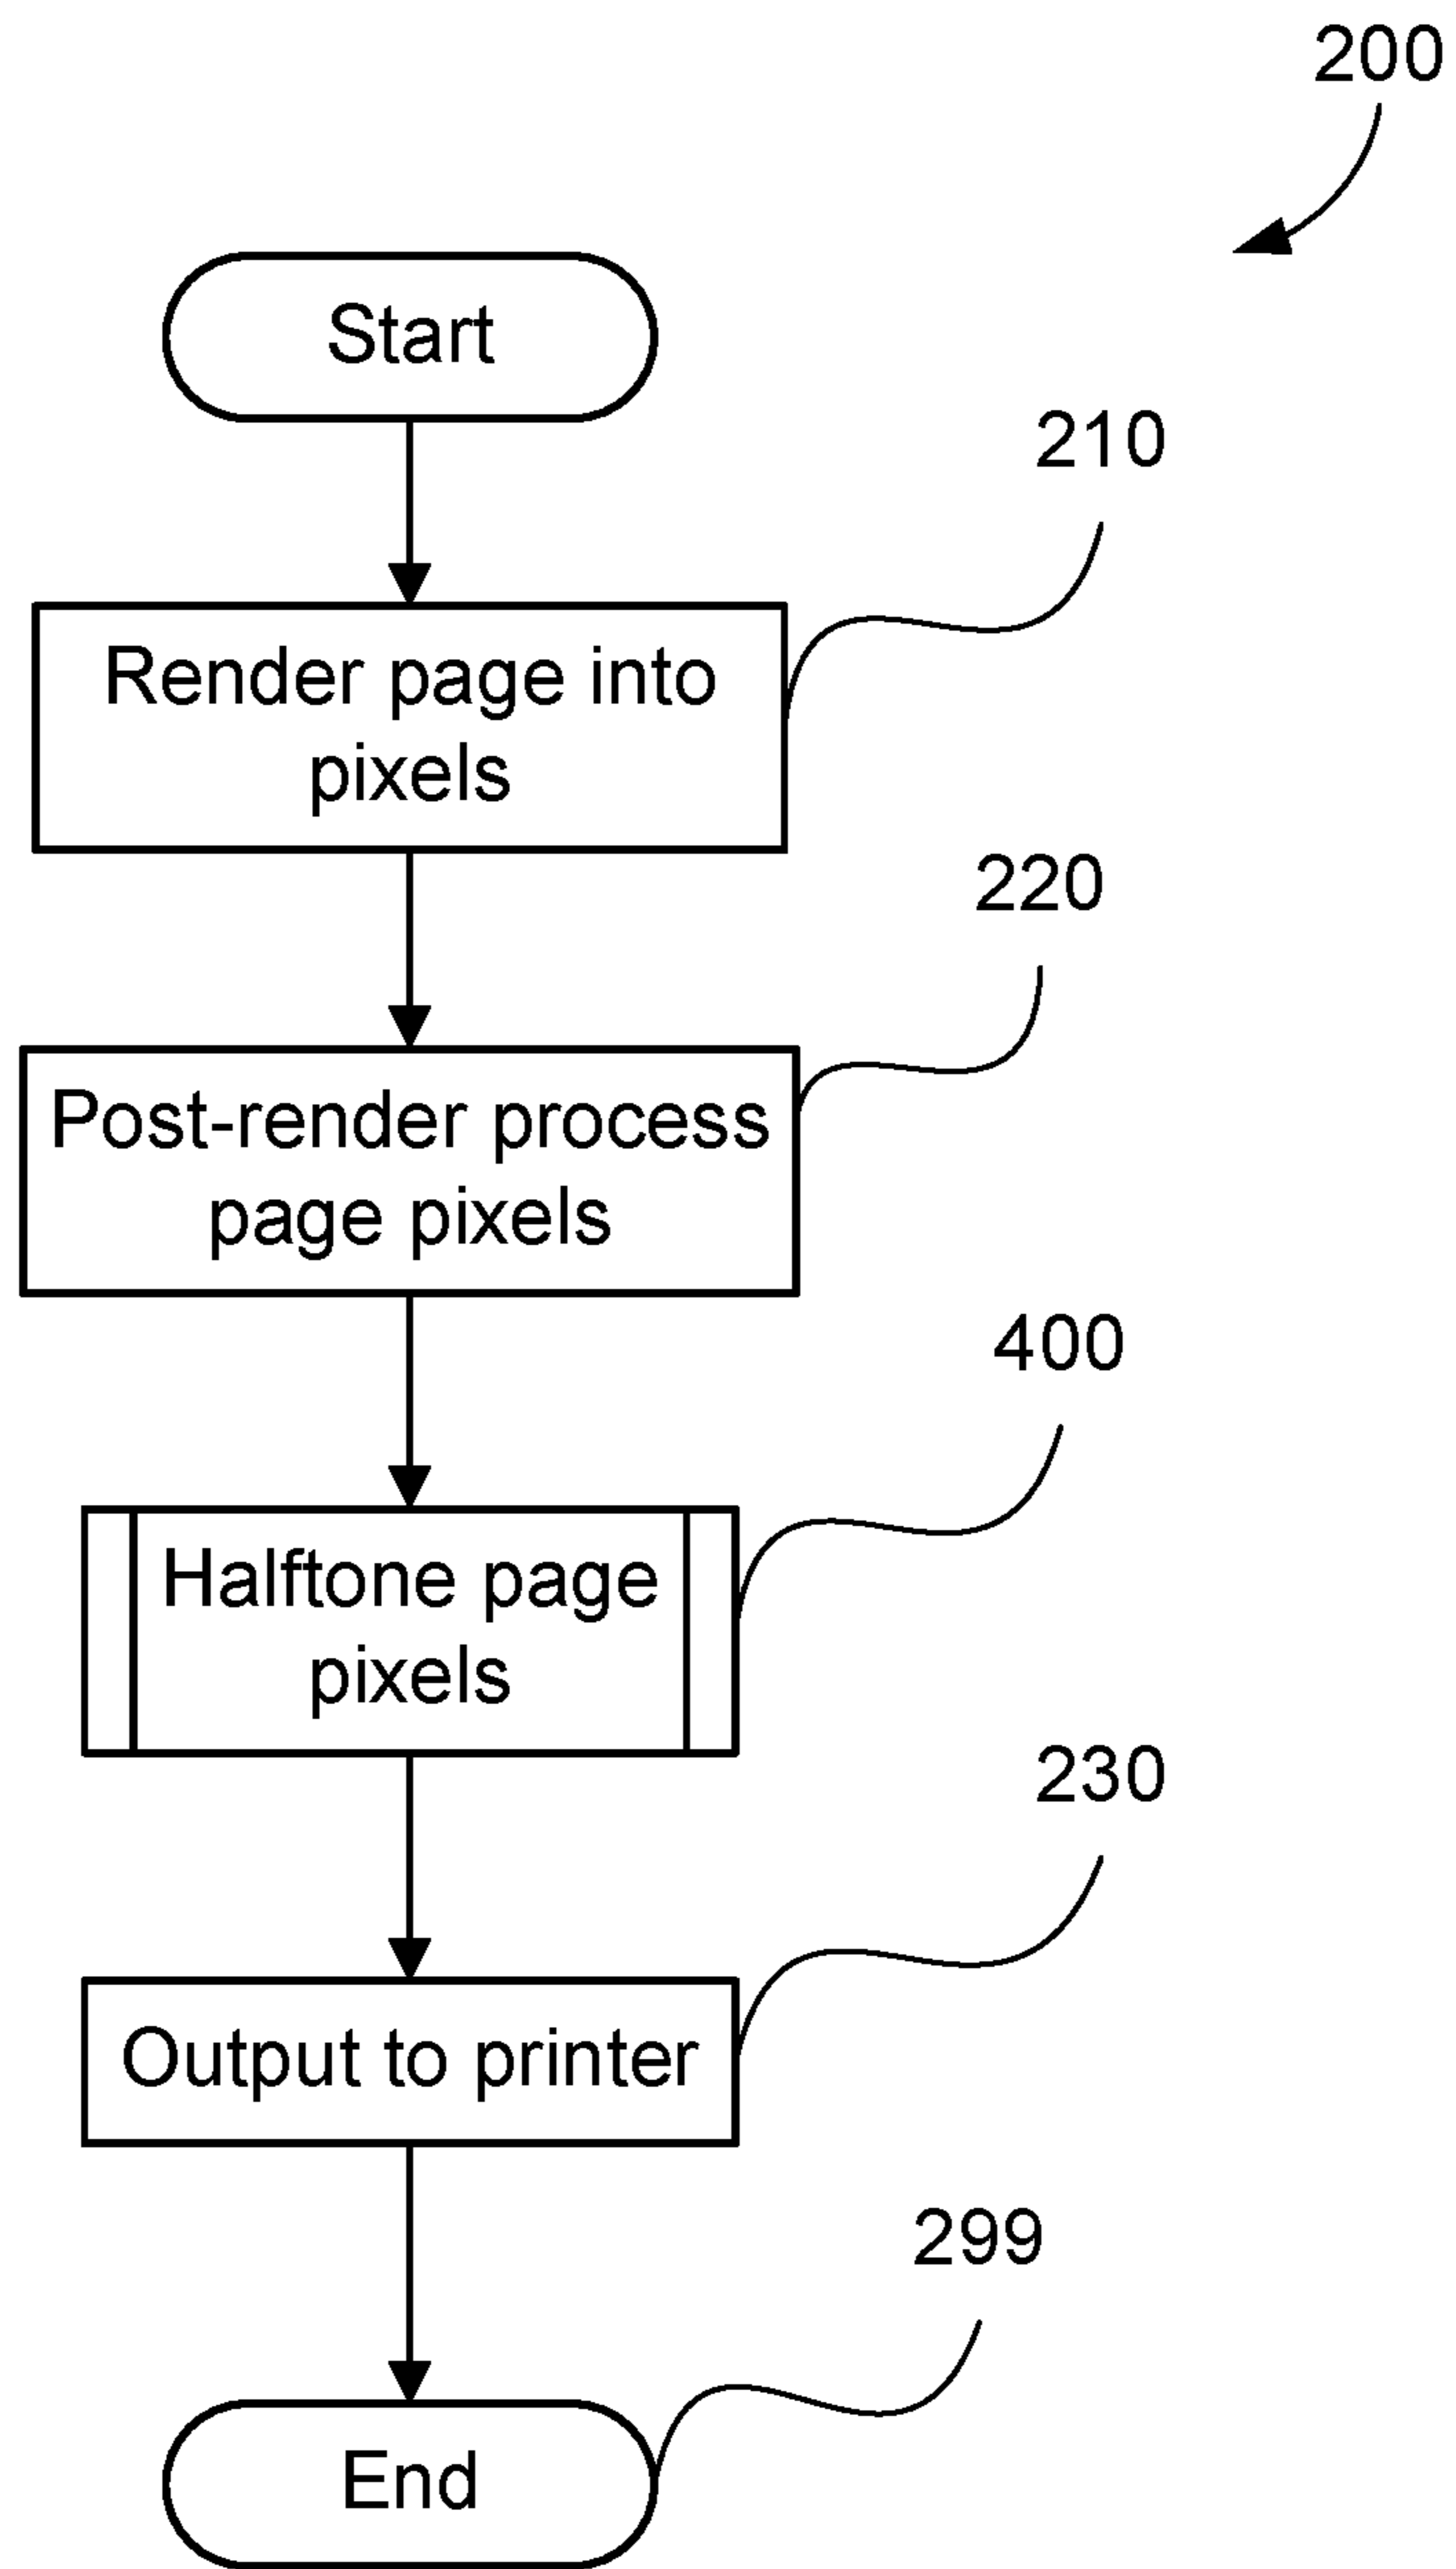 200
Start
210
Render page into
pixels
220
Post-render process
page pixels
400
Halftone page
pixels
230
Output to printer
299
End